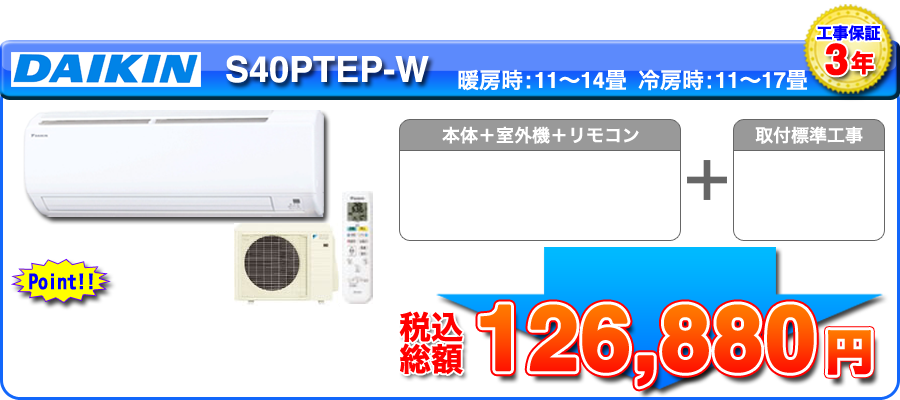 工事保証
3年
DAIKIN S40PTEP-W 暖房時:11〜14畳 冷房時:11〜17畳
DAIKIN
本体+室外機+リモコン
+
取付標準工事
Point!!
税込
総額
126,880円